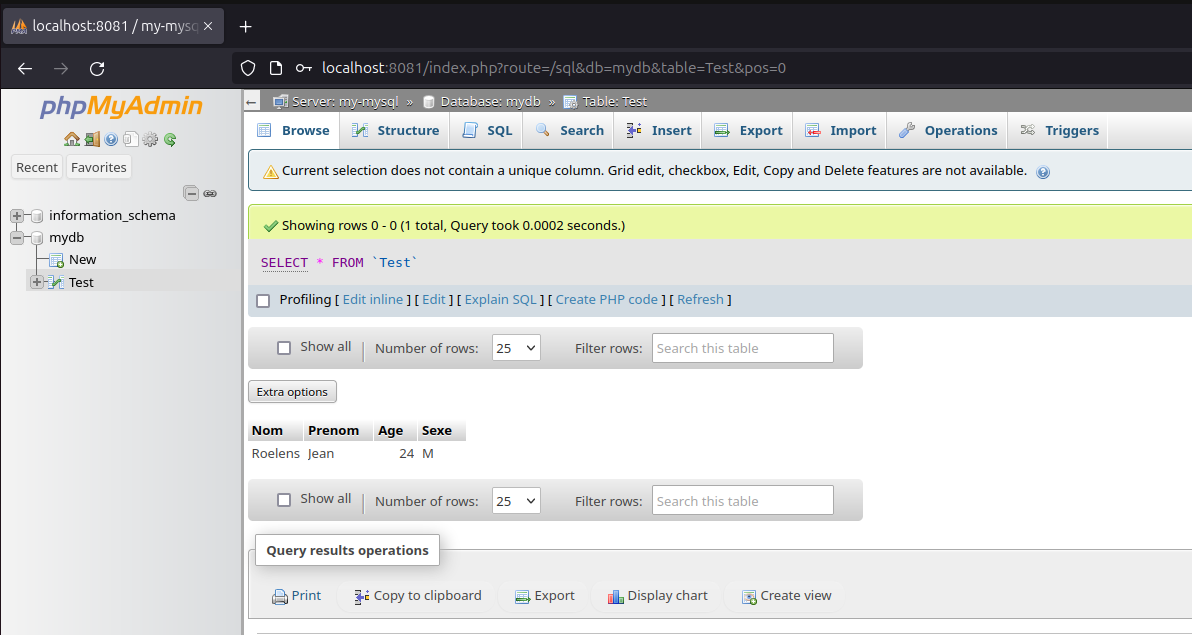 localhost:8081 / my-mysq
localhost:8081/index.php?route=/sql&db=mydb&table=Test&pos=0
phpMyAdmin
Recent Favorites
information_schema
mydb
New
Test
Server: my-mysql » Database: mydb » Table: Test
Browse Structure SQL Search Insert Export Import Operations Triggers
Current selection does not contain a unique column. Grid edit, checkbox, Edit, Copy and Delete features are not available.
Showing rows 0 - 0 (1 total, Query took 0.0002 seconds.)
SELECT * FROM `Test`
Profiling [ Edit inline ] [ Edit ] [ Explain SQL ] [ Create PHP code ] [ Refresh ]
Show all Number of rows: 25 Filter rows: Search this table
Extra options
Nom Prenom Age Sexe
Roelens Jean 24 M
Show all Number of rows: 25 Filter rows: Search this table
Query results operations
Print Copy to clipboard Export Display chart Create view